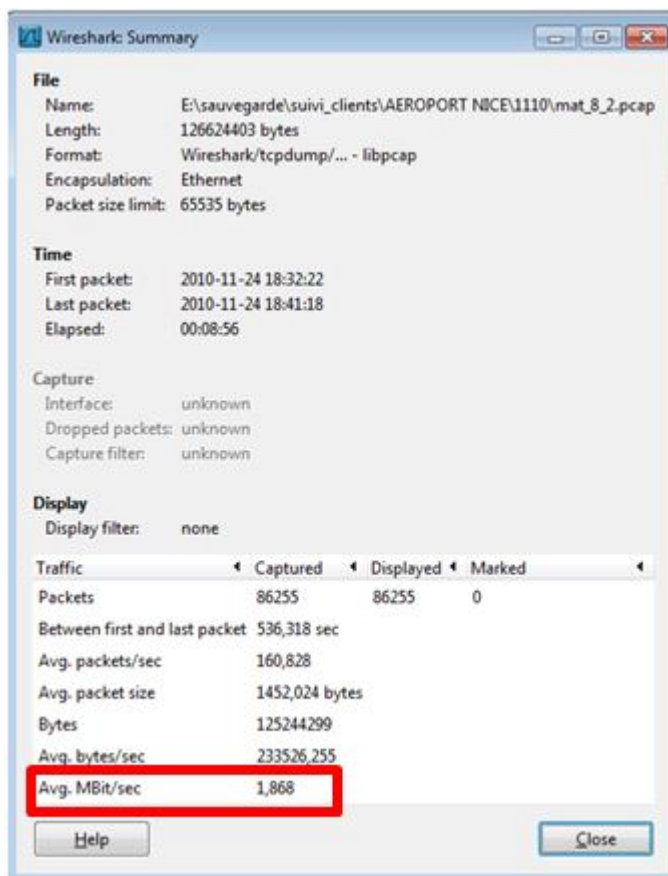 Wireshark: Summary
File
Name: E:\sauvegarde\suivi_clients\AEROPORT NICE\1110\mat_8_2.pcap
Length: 126624403 bytes
Format: Wireshark/tcpdump/... - libpcap
Encapsulation: Ethernet
Packet size limit: 65535 bytes
Time
First packet: 2010-11-24 18:32:22
Last packet: 2010-11-24 18:41:18
Elapsed: 00:08:56
Capture
Interface: unknown
Dropped packets: unknown
Capture filter: unknown
Display
Display filter: none
Traffic Captured Displayed Marked
Packets 86255 86255 0
Between first and last packet 536,318 sec
Avg. packets/sec 160,828
Avg. packet size 1452,024 bytes
Bytes 125244299
Avg. bytes/sec 233526,255
Avg. MBit/sec 1,868
Help Close